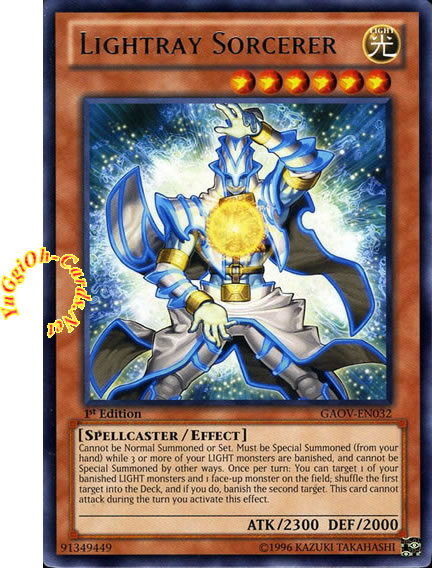 LIGHTRAY SORCERER
LIGHT
光
YuGgiOh-Cards.Net
1st Edition
GAOV-EN032
[SPELLCASTER / EFFECT]
Cannot be Normal Summoned or Set. Must be Special Summoned (from your
hand) while 3 or more of your LIGHT monsters are banished, and cannot be
Special Summoned by other ways. Once per turn: You can target 1 of your
banished LIGHT monsters and 1 face-up monster on the field; shuffle the first
target into the Deck, and if you do, banish the second target. This card cannot
attack during the turn you activate this effect.
ATK/2300 DEF/2000
91349449
©1996 KAZUKI TAKAHASHI